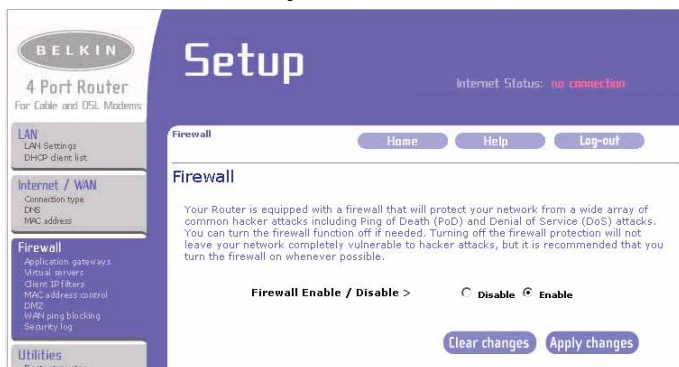 BELKIN
4 Port Router
For Cable and DSL Modems
Setup
Internet Status: no connection
LAN
LAN Settings
DHCP client list
Internet / WAN
Connection type
DNS
MAC address
Firewall
Application gateways
Virtual servers
Client IP filters
MAC address control
DMZ
WAN ping blocking
Security log
Utilities
Firewall
Home
Help
Log-out
Firewall
Your Router is equipped with a firewall that will protect your network from a wide array of
common hacker attacks including Ping of Death (PoD) and Denial of Service (DoS) attacks.
You can turn the firewall function off if needed. Turning off the firewall protection will not
leave your network completely vulnerable to hacker attacks, but it is recommended that you
turn the firewall on whenever possible.
Firewall Enable / Disable >
Disable
Enable
Clear changes
Apply changes